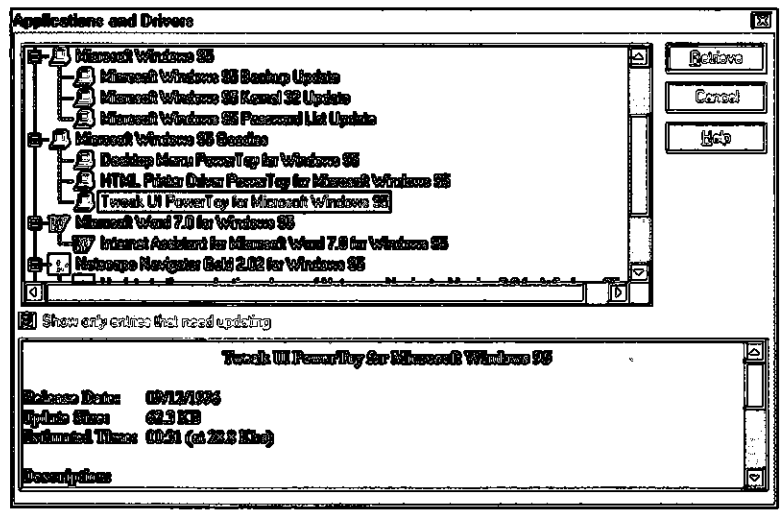 Applications and Drivers
Microsoft Windows 95
Microsoft Windows 95 Backup Update
Microsoft Windows 95 Kernel 32 Update
Microsoft Windows 95 Password List Update
Microsoft Windows 95 Goodies
Desktop Menu PowerToy for Windows 95
HTML Printer Driver PowerToy for Microsoft Windows 95
Tweak UI PowerToy for Microsoft Windows 95
Microsoft Word 7.0 for Windows 95
Internet Assistant for Microsoft Word 7.0 for Windows 95
Netscape Navigator Gold 2.02 for Windows 95
Retrieve
Cancel
Help
Show only entries that need updating
Tweak UI PowerToy for Microsoft Windows 95
Release Date: 09/12/1996
Update Size: 62.3 KB
Estimated Time: 00:31 (at 28.8 Kbs)
Description: